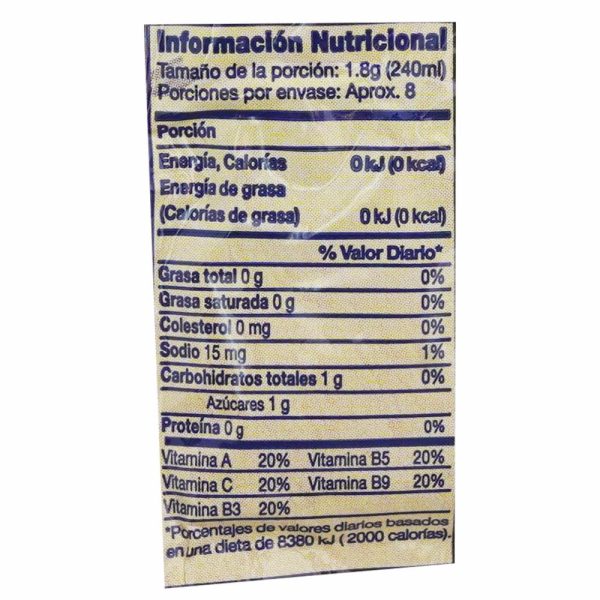 Información Nutricional
Tamaño de la porción: 1.8g (240ml)
Porciones por envase: Aprox. 8
Porción
Energía, Calorías 0 kJ (0 kcal)
Energía de grasa
(Calorías de grasa) 0 kJ (0 kcal)
% Valor Diario*
Grasa total 0 g 0%
Grasa saturada 0 g 0%
Colesterol 0 mg 0%
Sodio 15 mg 1%
Carbohidratos totales 1 g 0%
Azúcares 1 g
Proteína 0 g 0%
Vitamina A 20% Vitamina B5 20%
Vitamina C 20% Vitamina B9 20%
Vitamina B3 20%
*Porcentajes de valores diarios basados
en una dieta de 8380 kJ ( 2000 calorías).